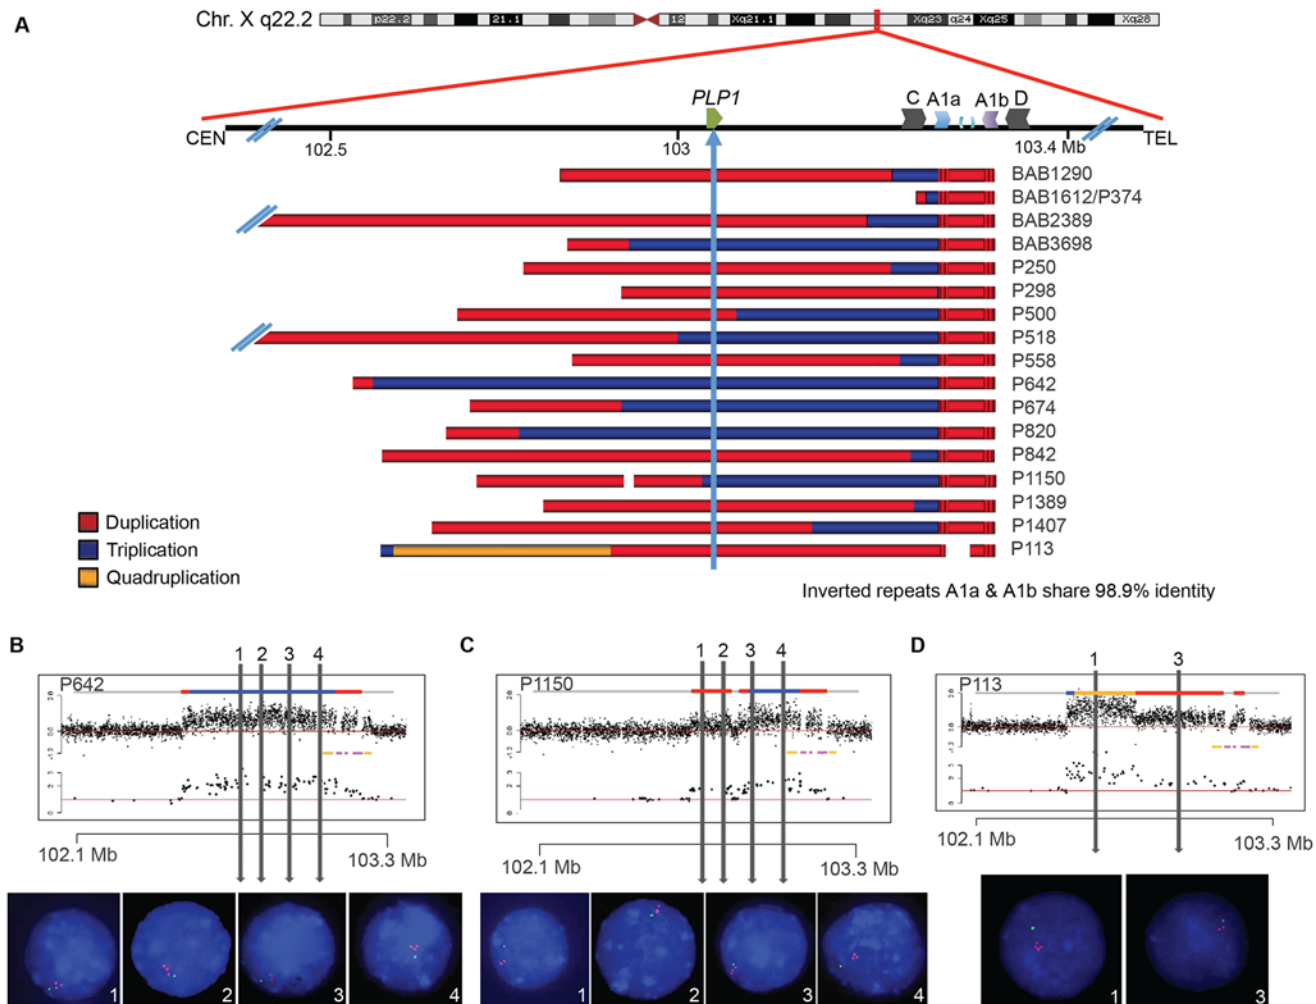 A
Chr. X q22.2
p22.2 21.1 12 Xq21.1 Xq23 q24 Xq25 Xq28
PLP1 C A1a A1b D
CEN TEL
102.5 103 103.4 Mb
BAB1290
BAB1612/P374
BAB2389
BAB3698
P250
P298
P500
P518
P558
P642
P674
P820
P842
P1150
P1389
P1407
P113
Duplication
Triplication
Quadruplication
Inverted repeats A1a & A1b share 98.9% identity
B
1 2 3 4
P642
102.1 Mb 103.3 Mb
1 2 3 4
C
1 2 3 4
P1150
102.1 Mb 103.3 Mb
1 2 3 4
D
1 3
P113
102.1 Mb 103.3 Mb
1 3